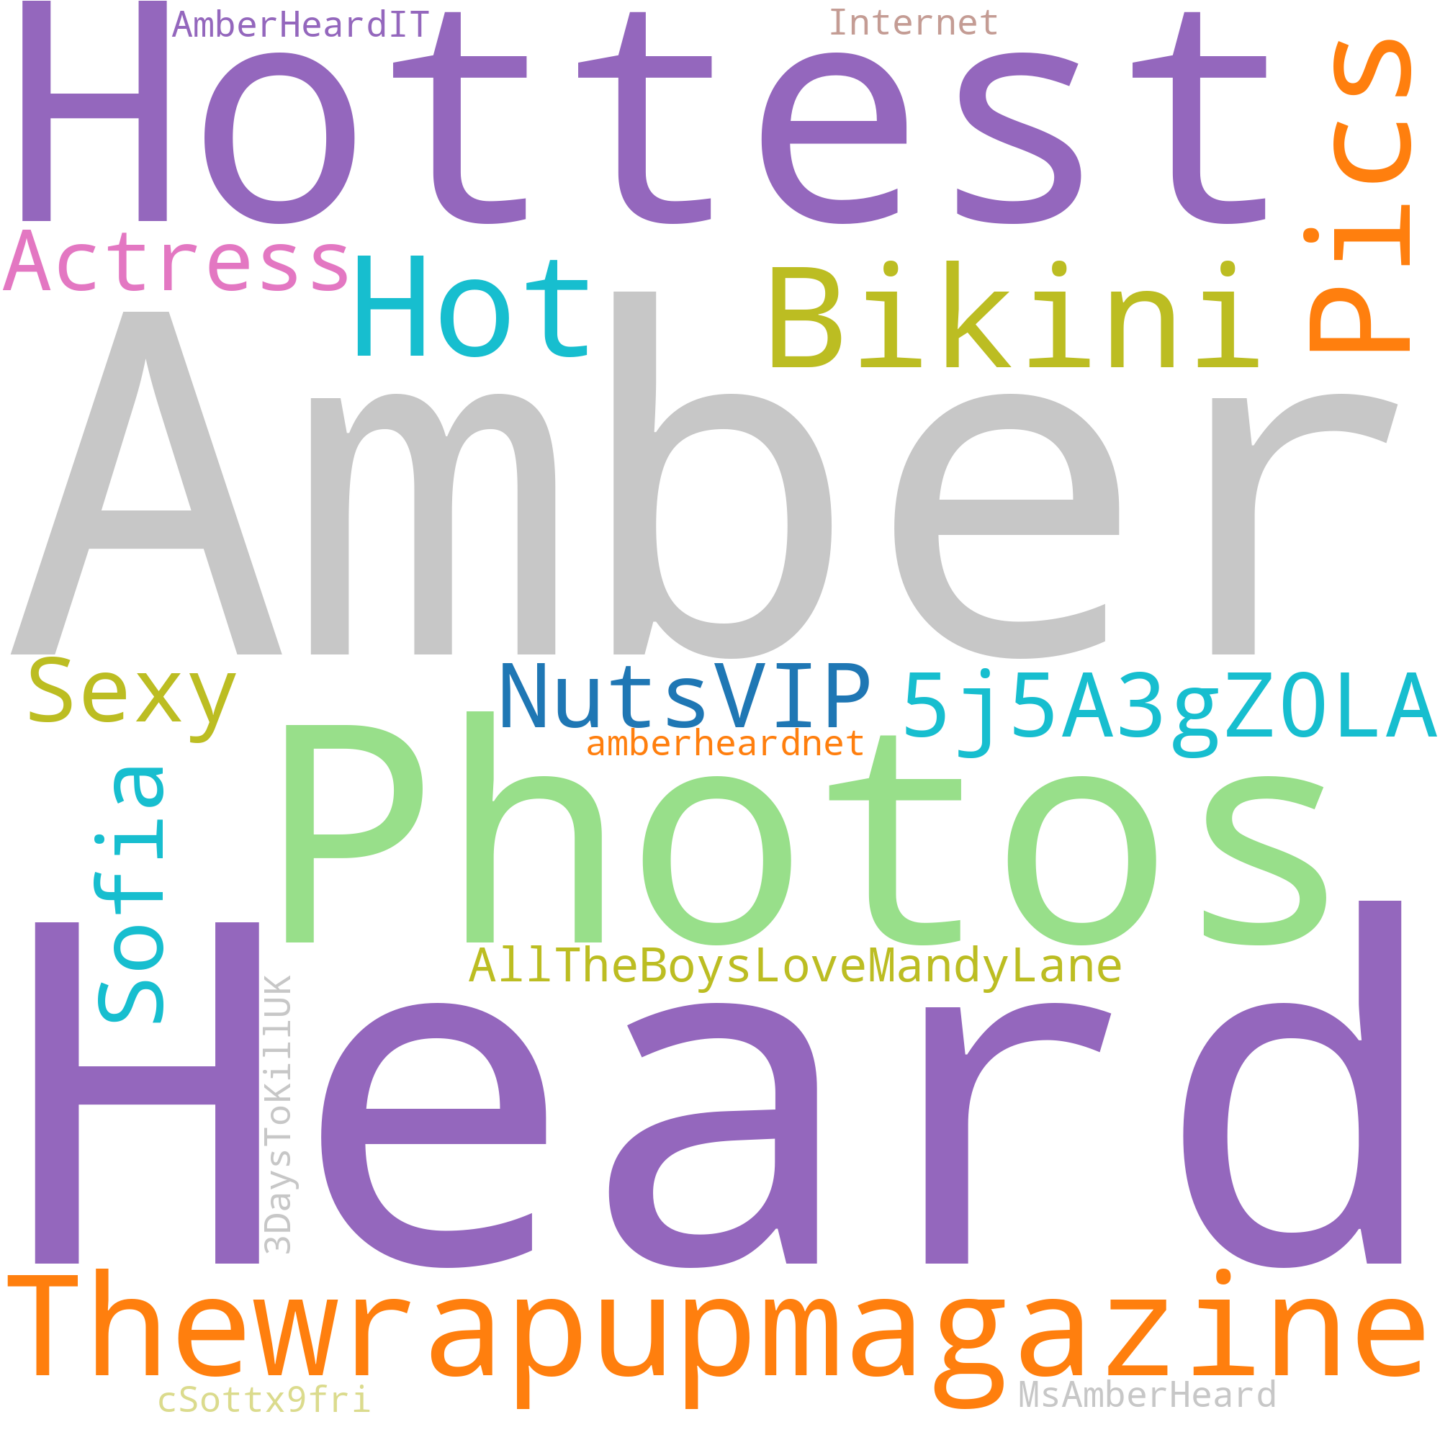 AmberHeardIT
Internet
Hottest
Pics
Actress
Hot
Bikini
Amber
Sexy
NutsVIP
5j5A3gZ0LA
amberheardnet
Photos
Sofia
AllTheBoysLoveMandyLane
Heard
3DaysToKillUK
Thewrapupmagazine
cSottx9fri
MsAmberHeard